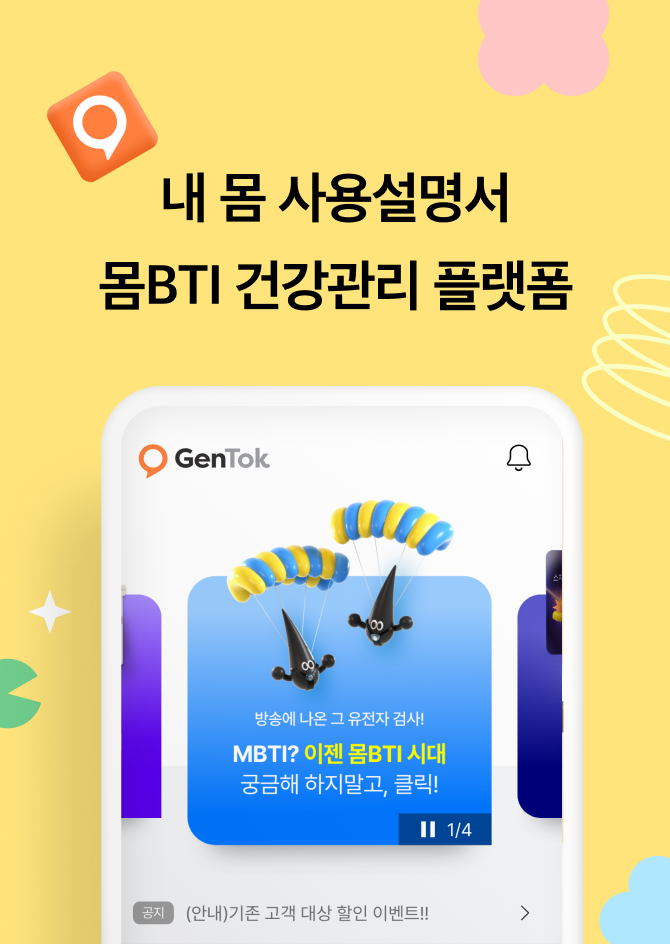 내 몸 사용설명서
몸BTI 건강관리 플랫폼
GenTok
방송에 나온 그 유전자 검사!
MBTI? 이젠 몸BTI 시대
궁금해 하지말고, 클릭!
1/4
공지 (안내)기존 고객 대상 할인 이벤트!!